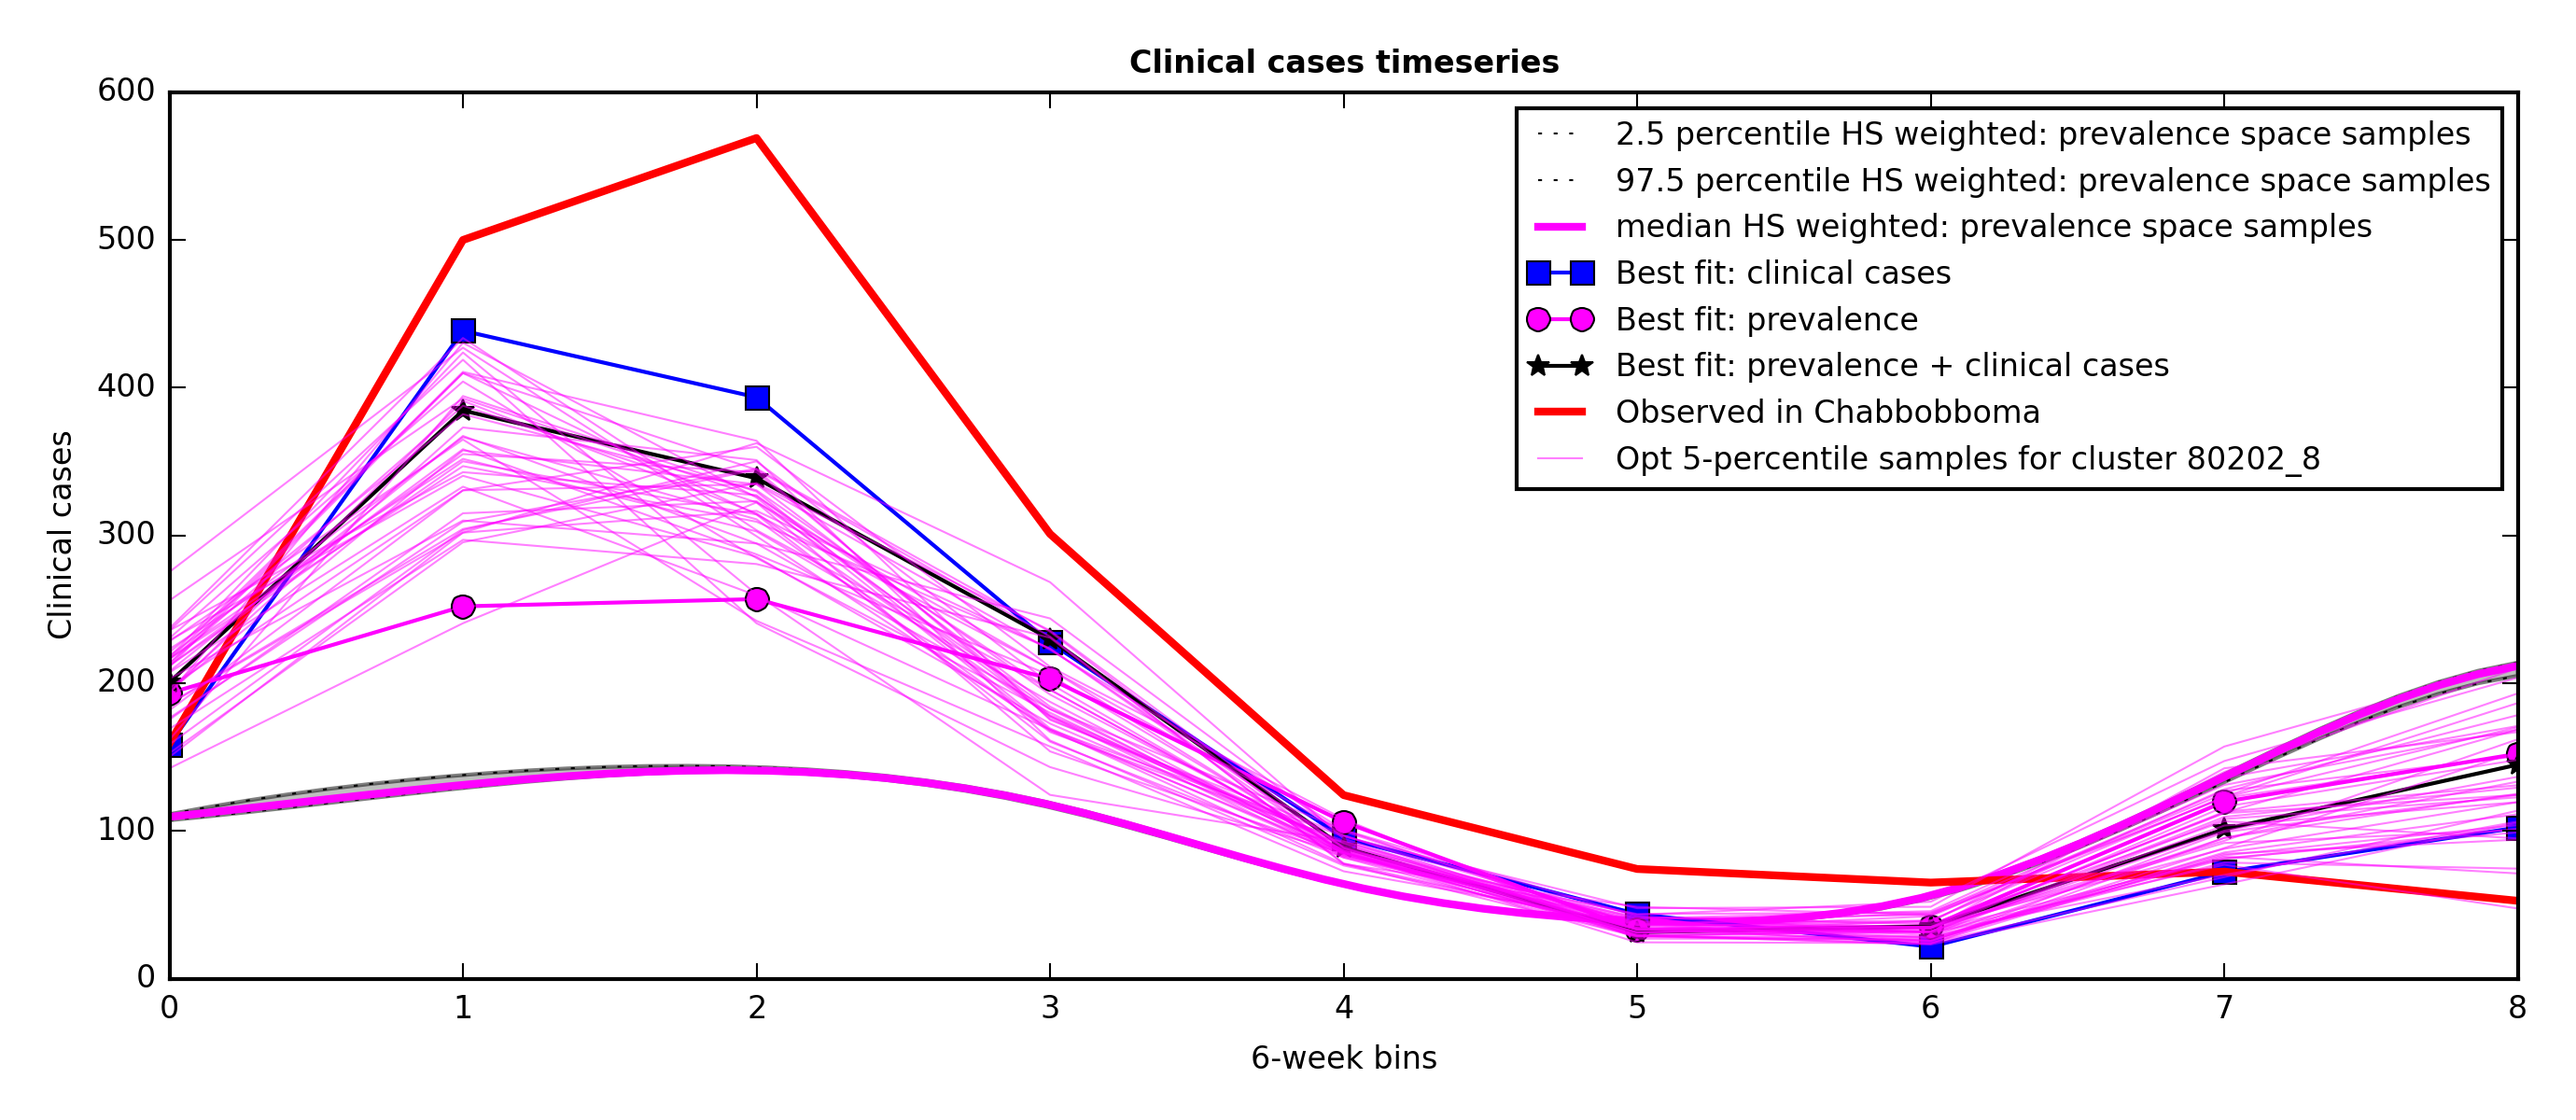 Clinical cases timeseries
600
500
400
300
200
100
0
Clinical cases
0 1 2 3 4 5 6 7 8
6-week bins
2.5 percentile HS weighted: prevalence space samples
97.5 percentile HS weighted: prevalence space samples
median HS weighted: prevalence space samples
Best fit: clinical cases
Best fit: prevalence
Best fit: prevalence + clinical cases
Observed in Chabbobboma
Opt 5-percentile samples for cluster 80202_8